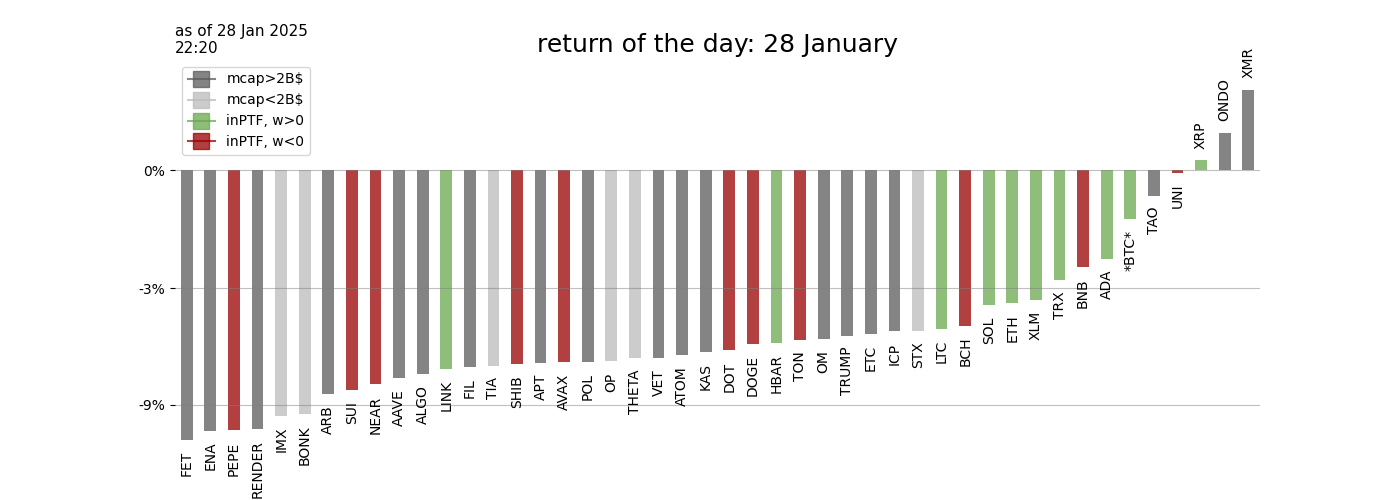 as of 28 Jan 2025
22:20
return of the day: 28 January
mcap>2B$
mcap<2B$
inPTF, w>0
inPTF, w<0
0%
-3%
-9%
FET
ENA
PEPE
RENDER
IMX
BONK
ARB
SUI
NEAR
AAVE
ALGO
LINK
FIL
TIA
SHIB
APT
AVAX
POL
OP
THETA
VET
ATOM
KAS
DOT
DOGE
HBAR
TON
OM
TRUMP
ETC
ICP
STX
LTC
BCH
SOL
ETH
XLM
TRX
BNB
ADA
*BTC*
TAO
UNI
XRP
ONDO
XMR